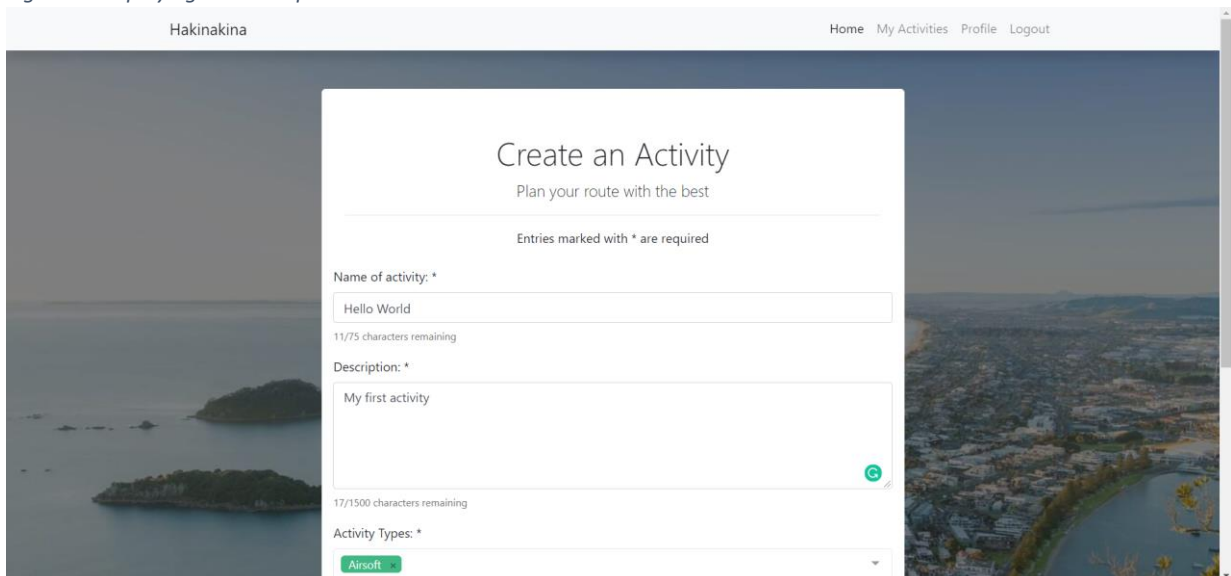 Hakinakina
Home My Activities Profile Logout
Create an Activity
Plan your route with the best
Entries marked with * are required
Name of activity: *
Hello World
11/75 characters remaining
Description: *
My first activity
17/1500 characters remaining
Activity Types: *
Airsoft ×